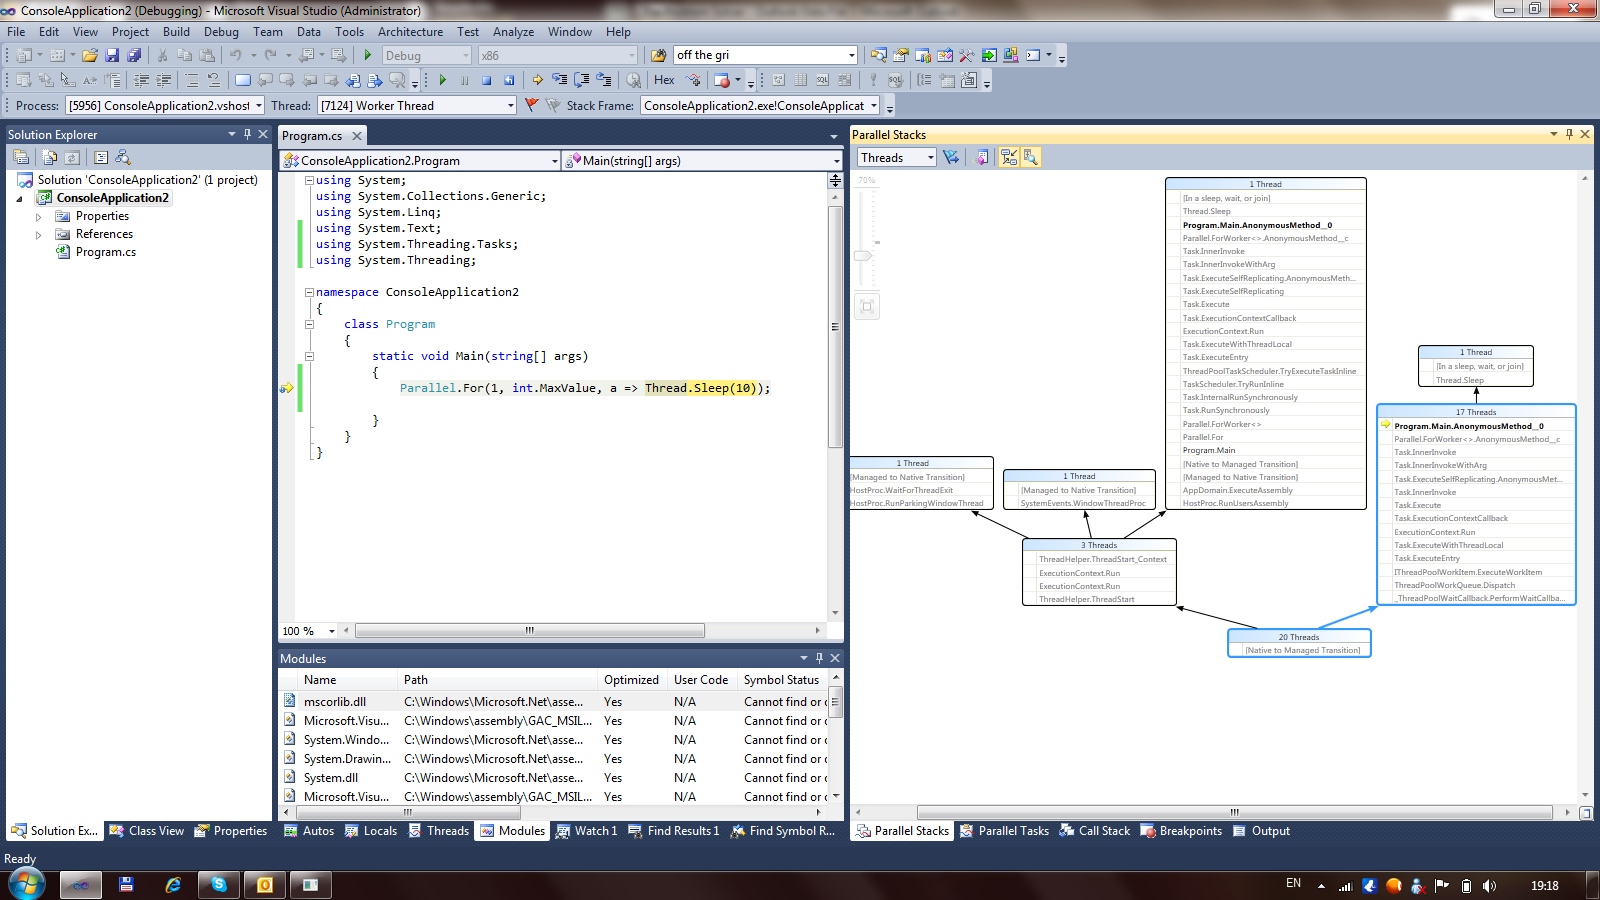 ConsoleApplication2 (Debugging) - Microsoft Visual Studio (Administrator)
File Edit View Project Build Debug Team Data Tools Architecture Test Analyze Window Help
Debug x86 off the gri
Hex
Process: [5956] ConsoleApplication2.vshost Thread: [7124] Worker Thread Stack Frame: ConsoleApplication2.exe!ConsoleApplicat
Solution Explorer
Solution 'ConsoleApplication2' (1 project)
ConsoleApplication2
Properties
References
Program.cs
Program.cs
ConsoleApplication2.Program Main(string[] args)
using System;
using System.Collections.Generic;
using System.Linq;
using System.Text;
using System.Threading.Tasks;
using System.Threading;
namespace ConsoleApplication2
{
class Program
{
static void Main(string[] args)
{
Parallel.For(1, int.MaxValue, a => Thread.Sleep(10));
}
}
}
100 %
Modules
Name Path Optimized User Code Symbol Status
mscorlib.dll C:\Windows\Microsoft.Net\asse... Yes N/A Cannot find or o
Microsoft.Visu... C:\Windows\assembly\GAC_MSIL... Yes N/A Cannot find or o
System.Windo... C:\Windows\Microsoft.Net\asse... Yes N/A Cannot find or o
System.Drawin... C:\Windows\Microsoft.Net\asse... Yes N/A Cannot find or o
System.dll C:\Windows\Microsoft.Net\asse... Yes N/A Cannot find or o
Microsoft.Visu... C:\Windows\assembly\GAC_MSIL... Yes N/A Cannot find or o
Parallel Stacks
Threads
70%
1 Thread
[In a sleep, wait, or join]
Thread.Sleep
Program.Main.AnonymousMethod__0
Parallel.ForWorker<>.AnonymousMethod__c
Task.InnerInvoke
Task.InnerInvokeWithArg
Task.ExecuteSelfReplicating.AnonymousMeth...
Task.ExecuteSelfReplicating
Task.Execute
Task.ExecutionContextCallback
ExecutionContext.Run
Task.ExecuteWithThreadLocal
Task.ExecuteEntry
ThreadPoolTaskScheduler.TryExecuteTaskInline
TaskScheduler.TryRunInline
Task.InternalRunSynchronously
Task.RunSynchronously
Parallel.ForWorker<>
Parallel.For
Program.Main
[Native to Managed Transition]
[Managed to Native Transition]
AppDomain.ExecuteAssembly
HostProc.RunUsersAssembly
1 Thread
[In a sleep, wait, or join]
Thread.Sleep
17 Threads
Program.Main.AnonymousMethod__0
Parallel.ForWorker<>.AnonymousMethod__c
Task.InnerInvoke
Task.InnerInvokeWithArg
Task.ExecuteSelfReplicating.AnonymousMet...
Task.InnerInvoke
Task.Execute
Task.ExecutionContextCallback
ExecutionContext.Run
Task.ExecuteWithThreadLocal
Task.ExecuteEntry
IThreadPoolWorkItem.ExecuteWorkItem
ThreadPoolWorkQueue.Dispatch
_ThreadPoolWaitCallback.PerformWaitCallba...
1 Thread
[Managed to Native Transition]
HostProc.WaitForThreadExit
HostProc.RunParkingWindowThread
1 Thread
[Managed to Native Transition]
SystemEvents.WindowThreadProc
3 Threads
ThreadHelper.ThreadStart_Context
ExecutionContext.Run
ExecutionContext.Run
ThreadHelper.ThreadStart
20 Threads
[Native to Managed Transition]
Solution Ex... Class View Properties Autos Locals Threads Modules Watch 1 Find Results 1 Find Symbol R... Parallel Stacks Parallel Tasks Call Stack Breakpoints Output
Ready
EN 19:18